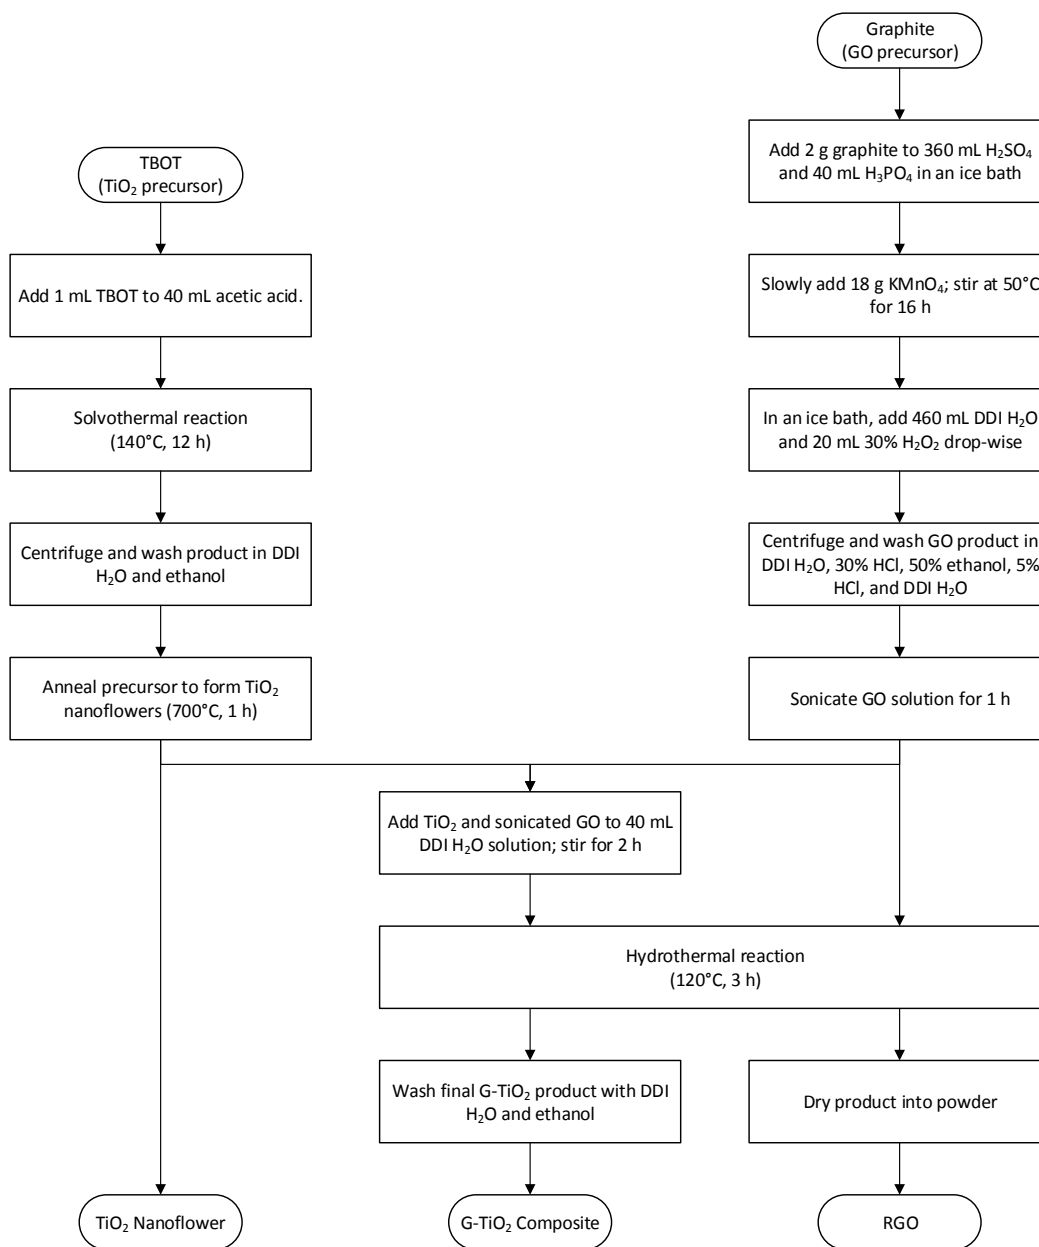 Graphite
(GO precursor)
Add 2 g graphite to 360 mL H₂SO₄
and 40 mL H₃PO₄ in an ice bath
TBOT
(TiO₂ precursor)
Add 1 mL TBOT to 40 mL acetic acid.
Slowly add 18 g KMnO₄; stir at 50°C
for 16 h
Solvothermal reaction
(140°C, 12 h)
In an ice bath, add 460 mL DDI H₂O
and 20 mL 30% H₂O₂ drop-wise
Centrifuge and wash product in DDI
H₂O and ethanol
Centrifuge and wash GO product in
DDI H₂O, 30% HCl, 50% ethanol, 5%
HCl, and DDI H₂O
Anneal precursor to form TiO₂
nanoflowers (700°C, 1 h)
Sonicate GO solution for 1 h
Add TiO₂ and sonicated GO to 40 mL
DDI H₂O solution; stir for 2 h
Hydrothermal reaction
(120°C, 3 h)
Wash final G-TiO₂ product with DDI
H₂O and ethanol
Dry product into powder
TiO₂ Nanoflower
G-TiO₂ Composite
RGO